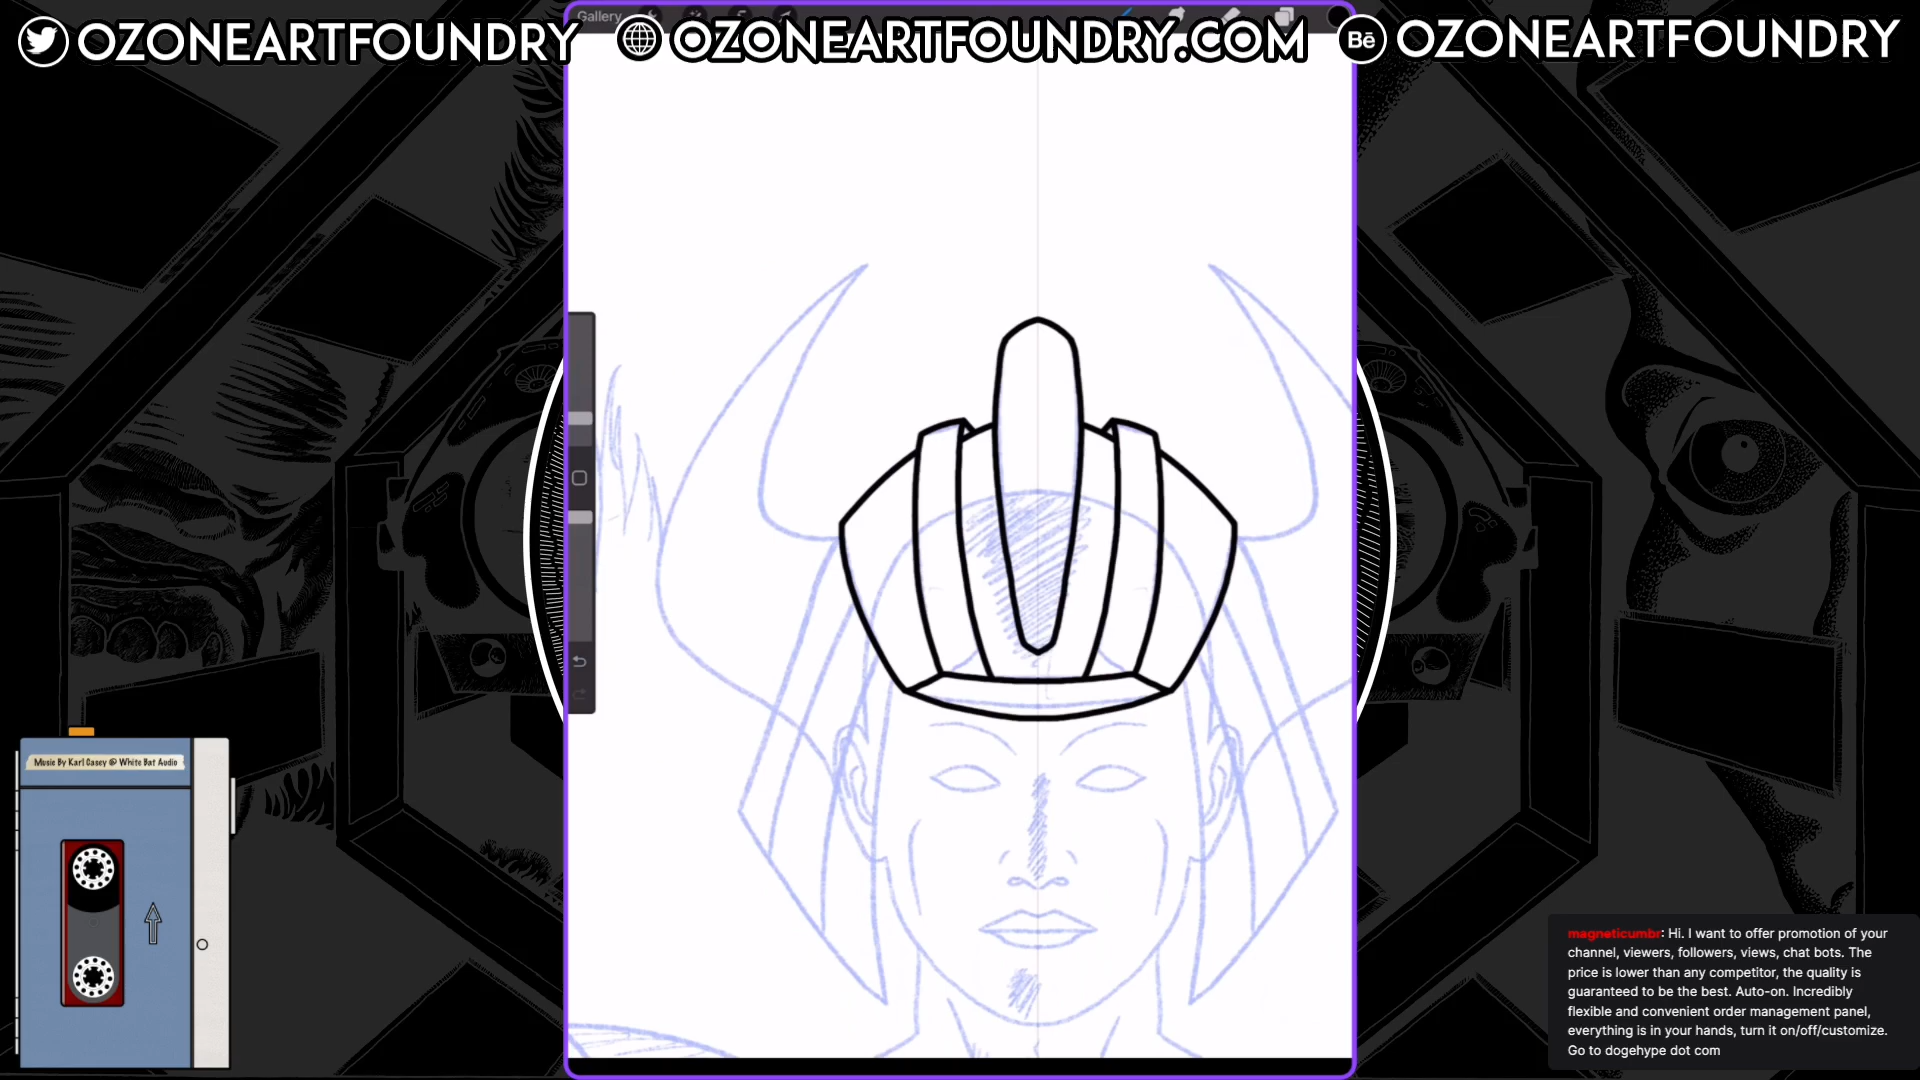 OZONEARTFOUNDRY
OZONEARTFOUNDRY.COM
Bē OZONEARTFOUNDRY
Gallery
Music By Karl Casey @ White Bat Audio
magneticumbr: Hi. I want to offer promotion of your
channel, viewers, followers, views, chat bots. The
price is lower than any competitor, the quality is
guaranteed to be the best. Auto-on. Incredibly
flexible and convenient order management panel,
everything is in your hands, turn it on/off/customize.
Go to dogehype dot com